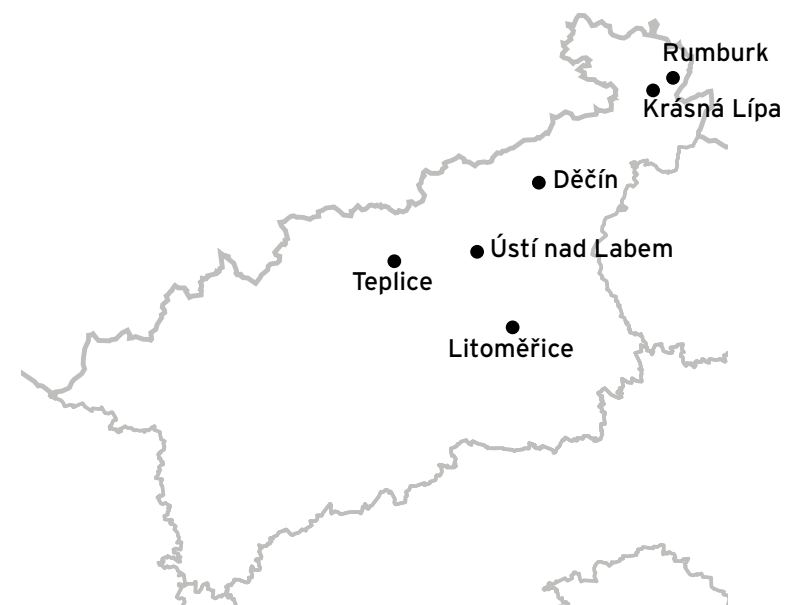 Rumburk
Krásná Lípa
Děčín
Ústí nad Labem
Teplice
Litoměřice